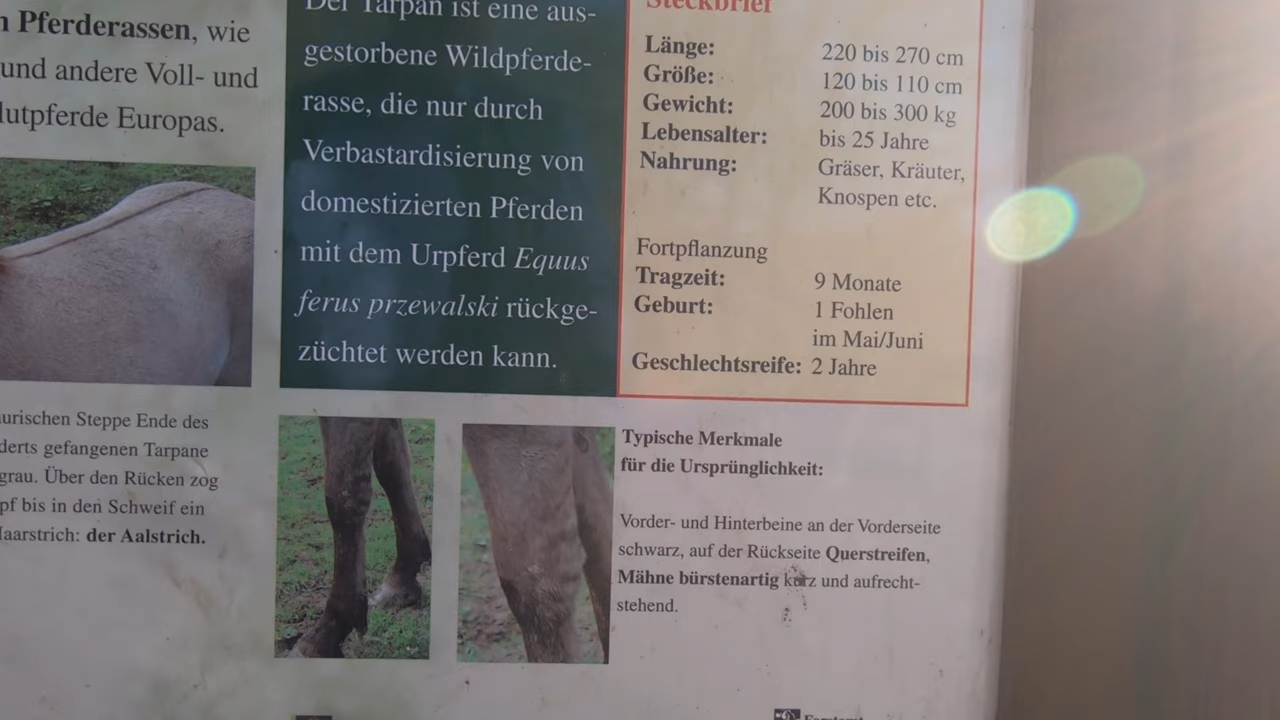 Pferderassen, wie
und andere Voll- und
Europas.
Der Tarpan ist eine aus-
gestorbene Wildpferde-
rasse, die nur durch
Verbastardisierung von
domestizierten Pferden
mit dem Urpferd Equus
ferus przewalski rückge-
züchtet werden kann.
Steckbrief
Länge: 220 bis 270 cm
Größe: 120 bis 110 cm
Gewicht: 200 bis 300 kg
Lebensalter: bis 25 Jahre
Nahrung: Gräser, Kräuter,
Knospen etc.
Fortpflanzung
Tragzeit: 9 Monate
Geburt: 1 Fohlen
im Mai/Juni
Geschlechtsreife: 2 Jahre
Steppe Ende des
gefangenen Tarpane
grau. Über den Rücken zog
bis in den Schweif ein
der Aalstrich.
Typische Merkmale
für die Ursprünglichkeit:
Vorder- und Hinterbeine an der Vorderseite
schwarz, auf der Rückseite Querstreifen,
Mähne bürstenartig kurz und aufrecht-
stehend.